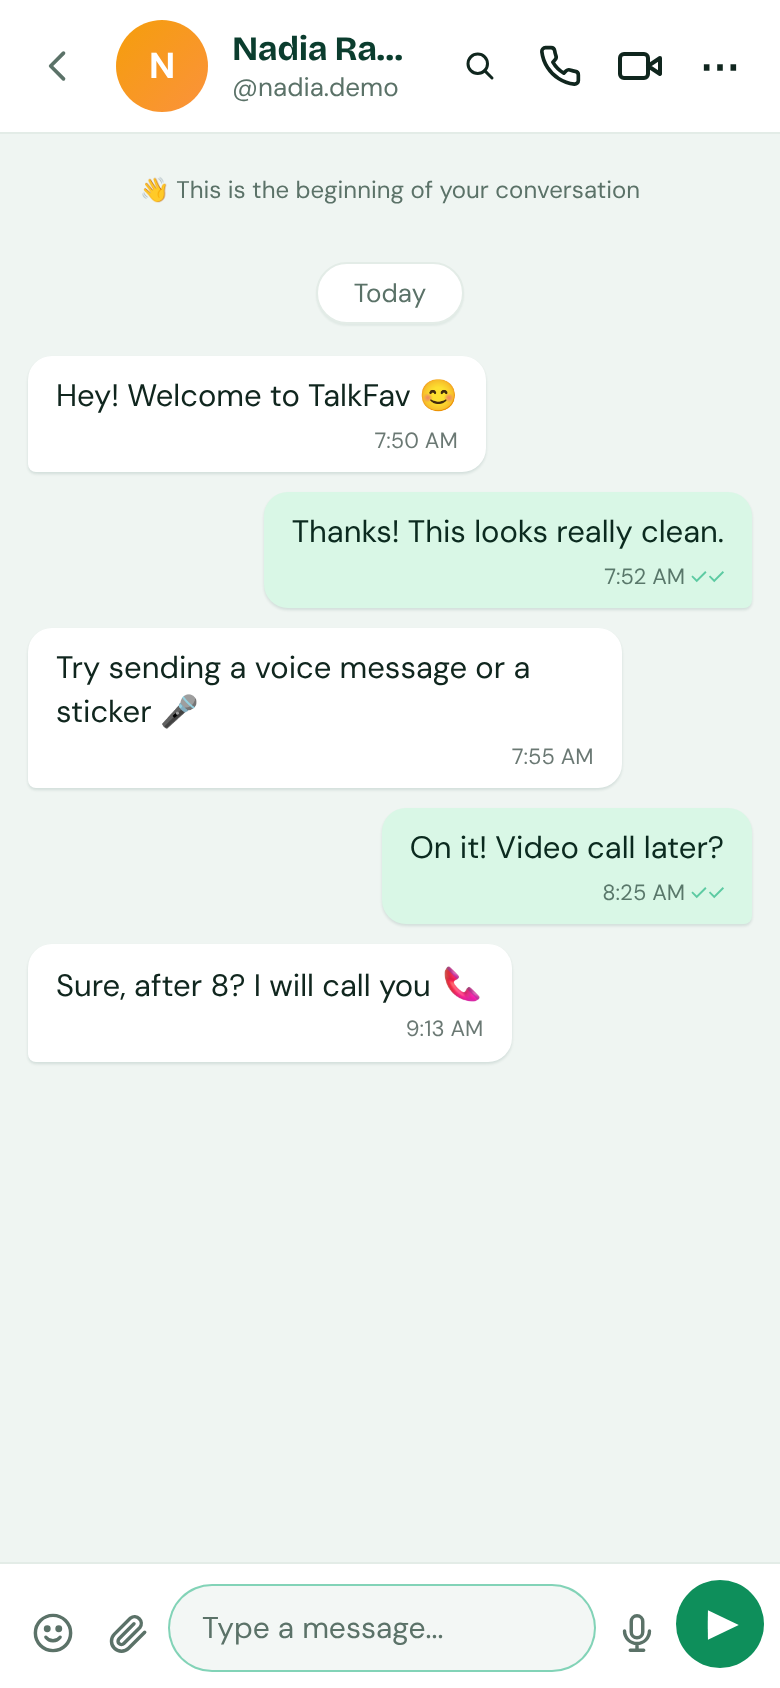 N
Nadia Ra...
@nadia.demo
👋 This is the beginning of your conversation
Today
Hey! Welcome to TalkFav 😊
7:50 AM
Thanks! This looks really clean.
7:52 AM
Try sending a voice message or a
sticker 🎤
7:55 AM
On it! Video call later?
8:25 AM
Sure, after 8? I will call you 📞
9:13 AM
Type a message...